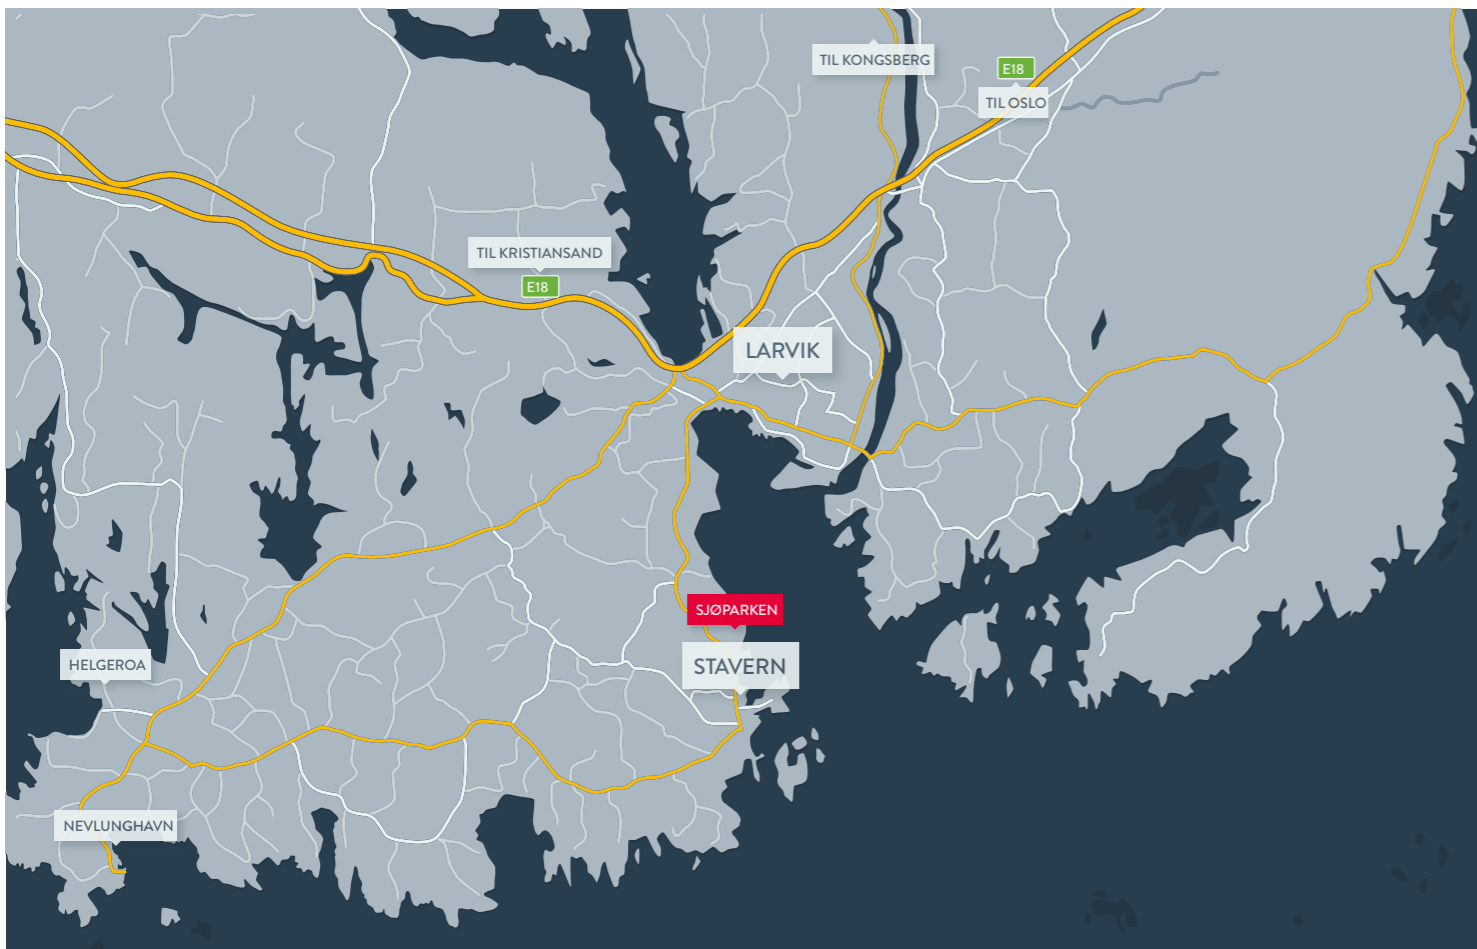 TIL KONGSBERG
E18
TIL OSLO
TIL KRISTIANSAND
E18
LARVIK
SJØPARKEN
STAVERN
HELGEROA
NEVLUNGHAVN